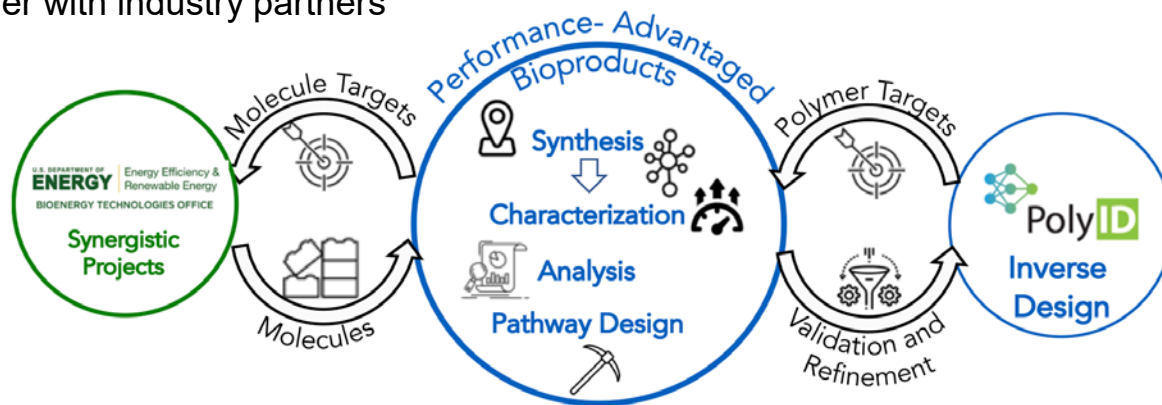 er with industry partners
Performance- Advantaged
Bioproducts
Molecule Targets
Polymer Targets
Synthesis
U.S. DEPARTMENT OF
ENERGY
Energy Efficiency &
Renewable Energy
BIOENERGY TECHNOLOGIES OFFICE
Characterization
PolyID
Synergistic
Projects
Analysis
Inverse
Design
Pathway Design
Molecules
Validation and
Refinement